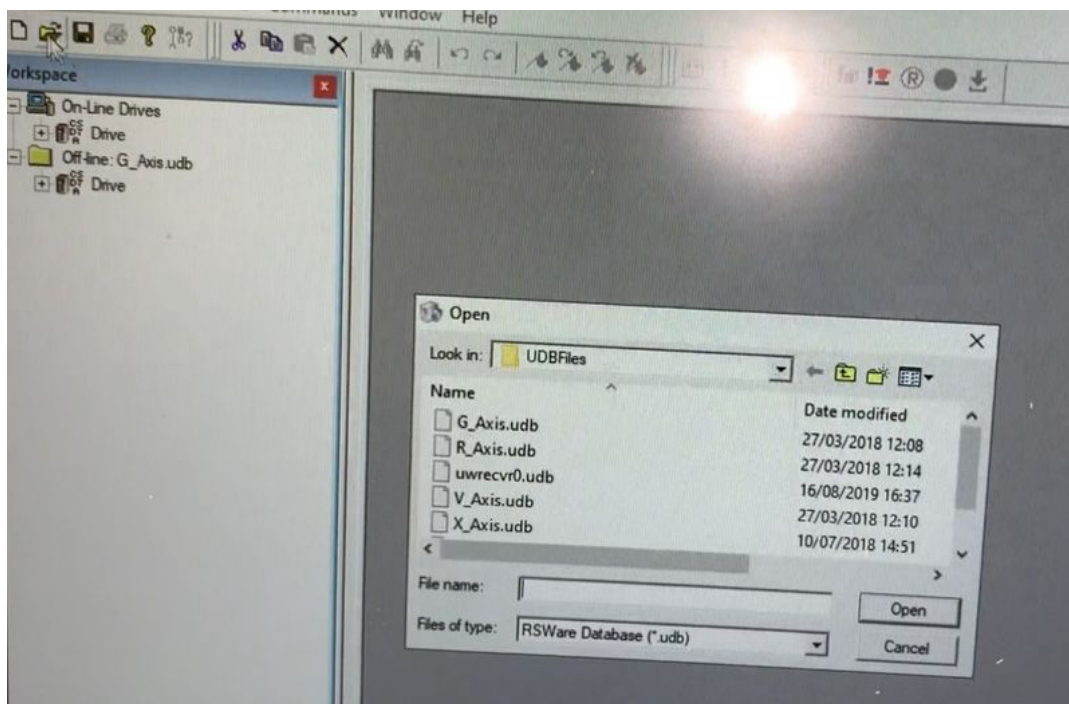 Window Help
Workspace
On-Line Drives
Drive
Off-line: G_Axis.udb
Drive
Open
Look in: UDBFiles
Name Date modified
G_Axis.udb 27/03/2018 12:08
R_Axis.udb 27/03/2018 12:14
uwrecvr0.udb 16/08/2019 16:37
V_Axis.udb 27/03/2018 12:10
X_Axis.udb 10/07/2018 14:51
File name:
Open
Files of type: RSWare Database (*.udb)
Cancel